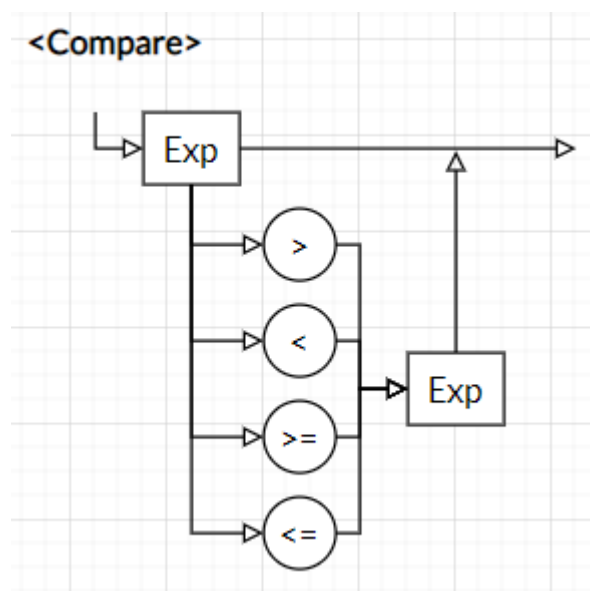 <Compare>
Exp
>
<
>=
Exp
<=